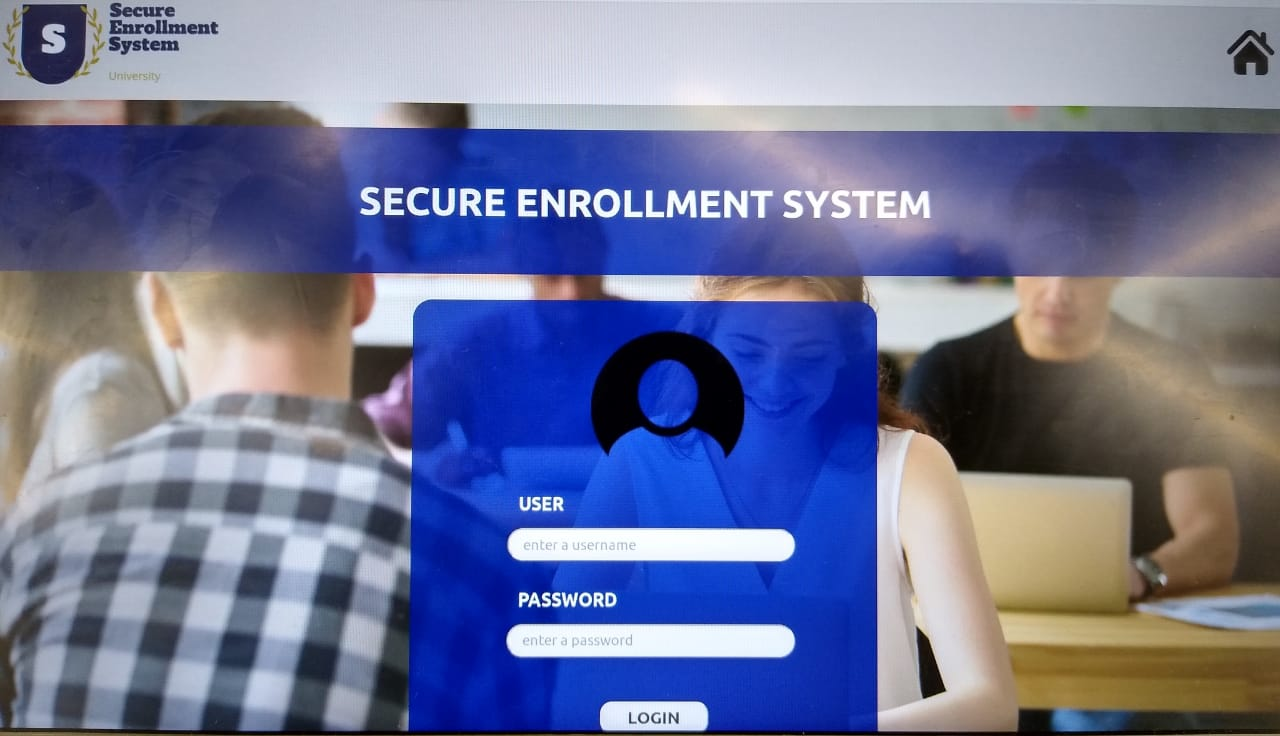 S
Secure
Enrollment
System
University
SECURE ENROLLMENT SYSTEM
USER
enter a username
PASSWORD
enter a password
LOGIN